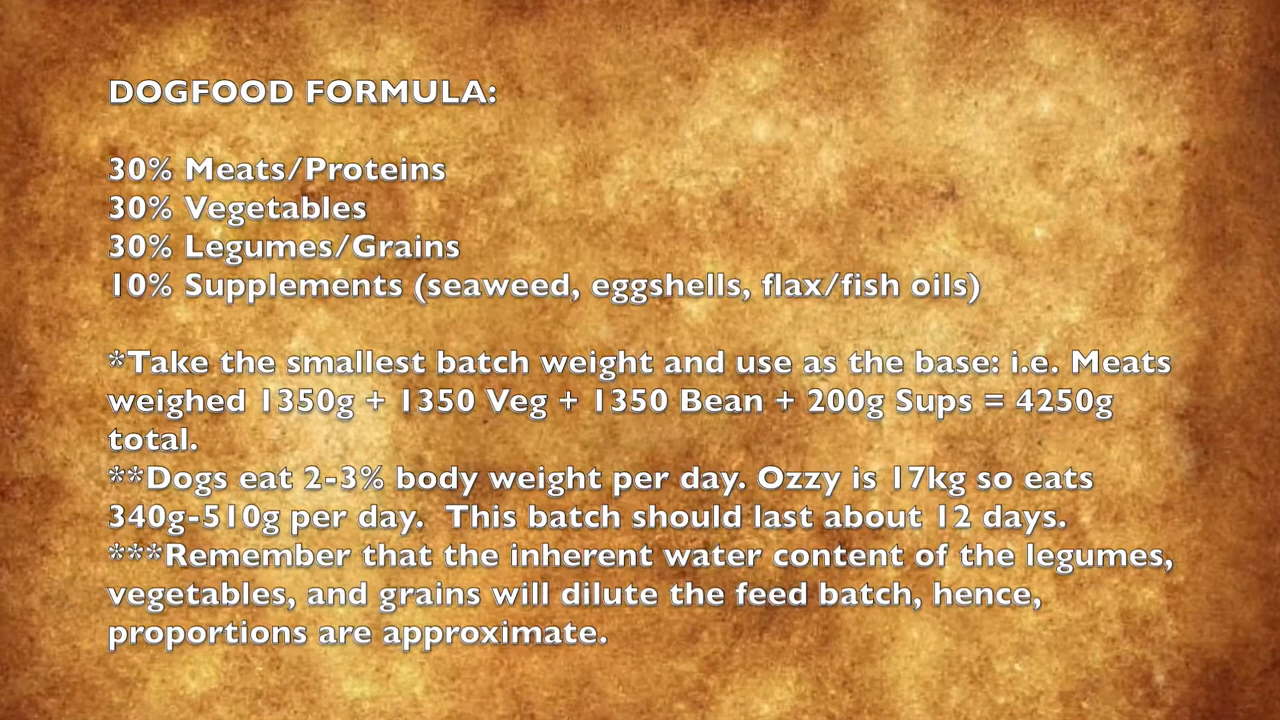 DOGFOOD FORMULA:
30% Meats/Proteins
30% Vegetables
30% Legumes/Grains
10% Supplements (seaweed, eggshells, flax/fish oils)
*Take the smallest batch weight and use as the base: i.e. Meats
weighed 1350g + 1350 Veg + 1350 Bean + 200g Sups = 4250g
total.
**Dogs eat 2-3% body weight per day. Ozzy is 17kg so eats
340g-510g per day.  This batch should last about 12 days.
***Remember that the inherent water content of the legumes,
vegetables, and grains will dilute the feed batch, hence,
proportions are approximate.